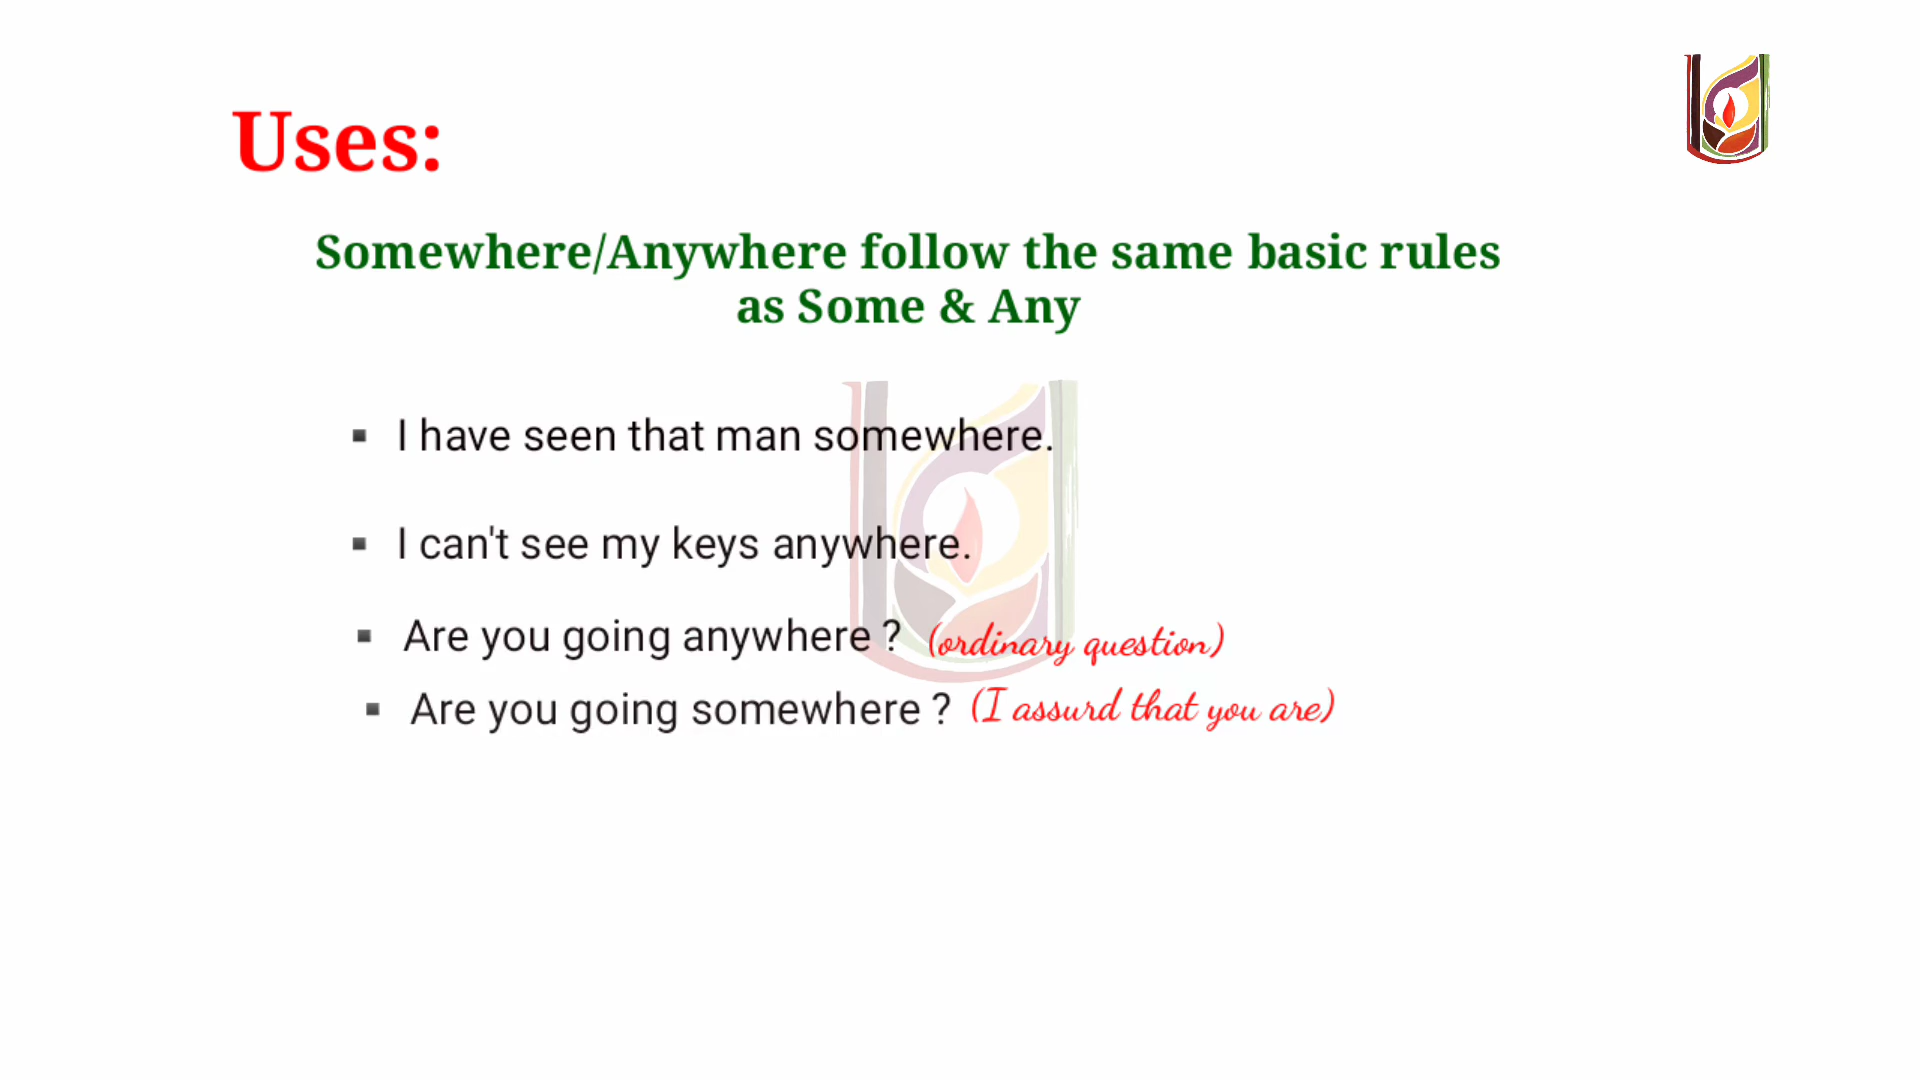 Uses:
Somewhere/Anywhere follow the same basic rules
as Some & Any
▪ I have seen that man somewhere.
▪ I can't see my keys anywhere.
▪ Are you going anywhere ? (ordinary question)
▪ Are you going somewhere ? (I assurd that you are)